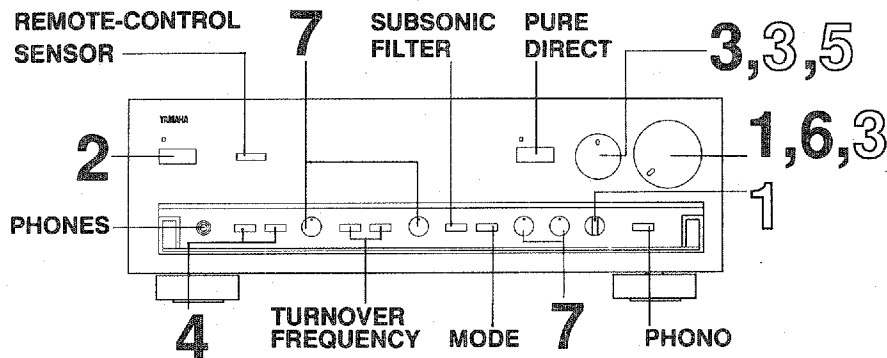 REMOTE-CONTROL
SENSOR
7
SUBSONIC
FILTER
PURE
DIRECT
3,3,5
YAMAHA
2
1,6,3
1
PHONES
4
TURNOVER
FREQUENCY
MODE
7
PHONO